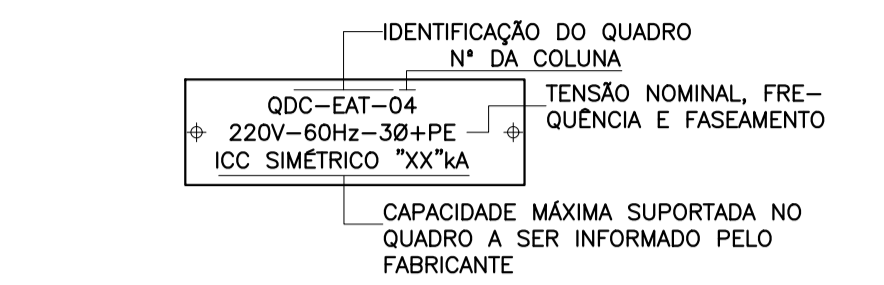 IDENTIFICAÇÃO DO QUADRO
Nª DA COLUNA
QDC-EAT-04
220V-60Hz-3Ø+PE
ICC SIMÉTRICO "XX"kA
TENSÃO NOMINAL, FRE-
QUÊNCIA E FASEAMENTO
CAPACIDADE MÁXIMA SUPORTADA NO
QUADRO A SER INFORMADO PELO
FABRICANTE